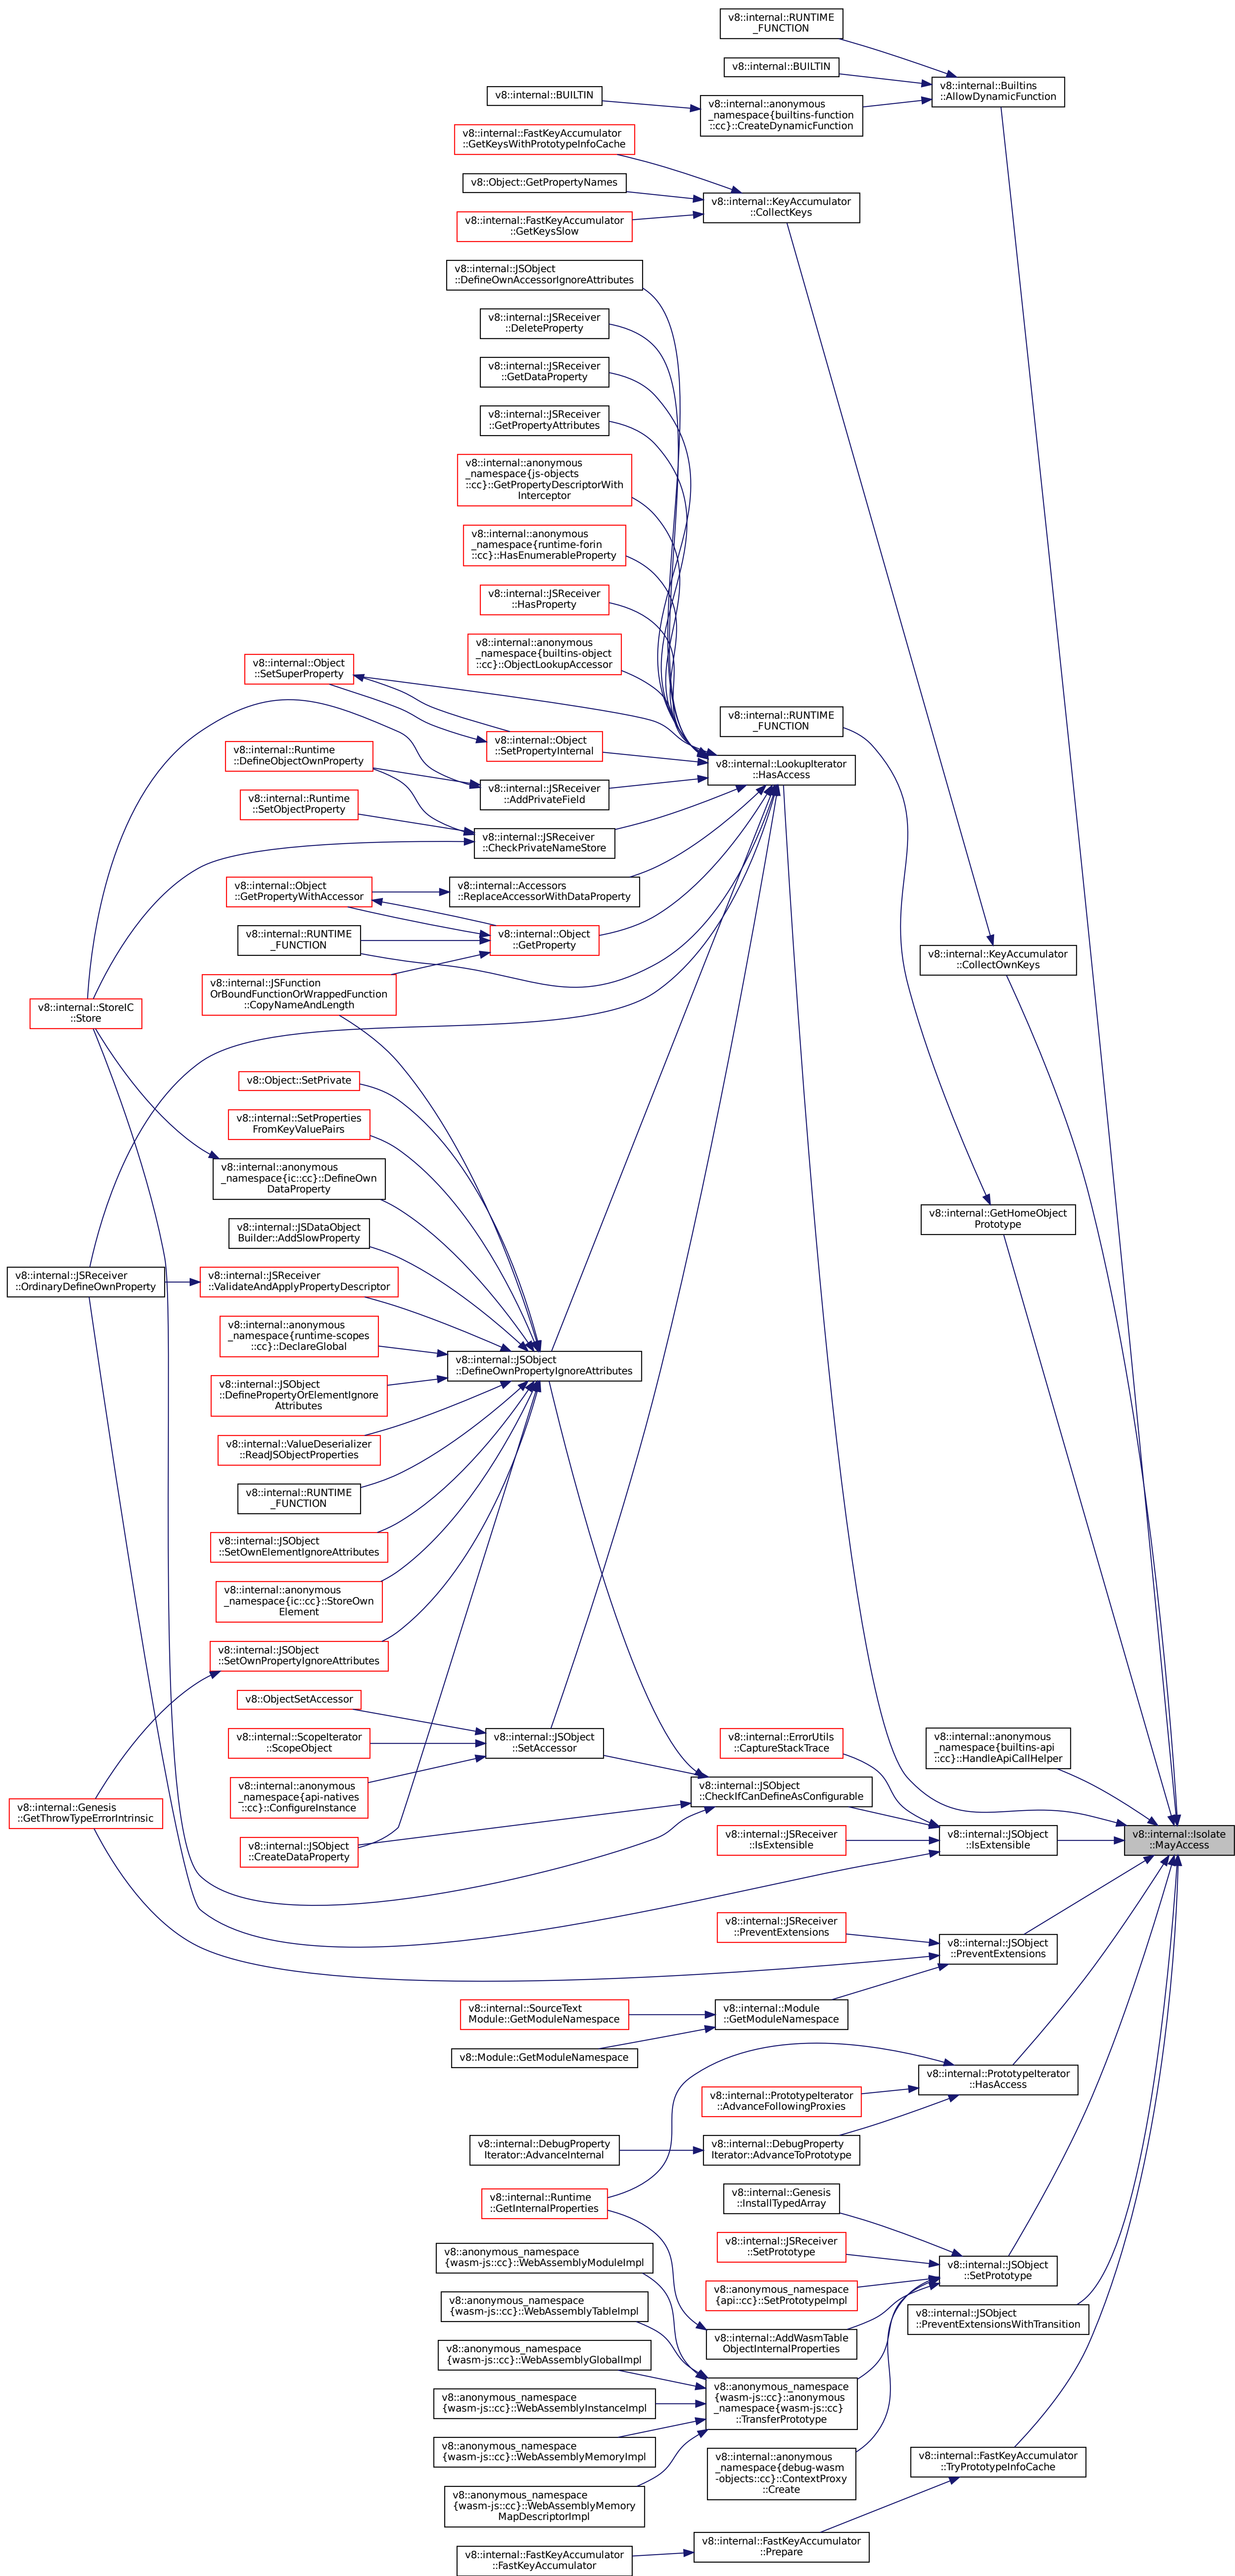 v8::internal::RUNTIME
_FUNCTION
v8::internal::BUILTIN
v8::internal::Builtins
::AllowDynamicFunction
v8::internal::BUILTIN
v8::internal::anonymous
_namespace{builtins-function
::cc}::CreateDynamicFunction
v8::internal::FastKeyAccumulator
::GetKeysWithPrototypeInfoCache
v8::Object::GetPropertyNames
v8::internal::KeyAccumulator
::CollectKeys
v8::internal::FastKeyAccumulator
::GetKeysSlow
v8::internal::JSObject
::DefineOwnAccessorIgnoreAttributes
v8::internal::JSReceiver
::DeleteProperty
v8::internal::JSReceiver
::GetDataProperty
v8::internal::JSReceiver
::GetPropertyAttributes
v8::internal::anonymous
_namespace{js-objects
::cc}::GetPropertyDescriptorWith
Interceptor
v8::internal::anonymous
_namespace{runtime-forin
::cc}::HasEnumerableProperty
v8::internal::JSReceiver
::HasProperty
v8::internal::anonymous
_namespace{builtins-object
::cc}::ObjectLookupAccessor
v8::internal::Object
::SetSuperProperty
v8::internal::RUNTIME
_FUNCTION
v8::internal::Object
::SetPropertyInternal
v8::internal::Runtime
::DefineObjectOwnProperty
v8::internal::LookupIterator
::HasAccess
v8::internal::JSReceiver
::AddPrivateField
v8::internal::Runtime
::SetObjectProperty
v8::internal::JSReceiver
::CheckPrivateNameStore
v8::internal::Object
::GetPropertyWithAccessor
v8::internal::Accessors
::ReplaceAccessorWithDataProperty
v8::internal::RUNTIME
_FUNCTION
v8::internal::Object
::GetProperty
v8::internal::KeyAccumulator
::CollectOwnKeys
v8::internal::JSFunction
OrBoundFunctionOrWrappedFunction
::CopyNameAndLength
v8::internal::StoreIC
::Store
v8::Object::SetPrivate
v8::internal::SetProperties
FromKeyValuePairs
v8::internal::anonymous
_namespace{ic::cc}::DefineOwn
DataProperty
v8::internal::GetHomeObject
Prototype
v8::internal::JSDataObject
Builder::AddSlowProperty
v8::internal::JSReceiver
::OrdinaryDefineOwnProperty
v8::internal::JSReceiver
::ValidateAndApplyPropertyDescriptor
v8::internal::anonymous
_namespace{runtime-scopes
::cc}::DeclareGlobal
v8::internal::JSObject
::DefineOwnPropertyIgnoreAttributes
v8::internal::JSObject
::DefinePropertyOrElementIgnore
Attributes
v8::internal::ValueDeserializer
::ReadJSObjectProperties
v8::internal::RUNTIME
_FUNCTION
v8::internal::JSObject
::SetOwnElementIgnoreAttributes
v8::internal::anonymous
_namespace{ic::cc}::StoreOwn
Element
v8::internal::JSObject
::SetOwnPropertyIgnoreAttributes
v8::ObjectSetAccessor
v8::internal::ScopeIterator
::ScopeObject
v8::internal::JSObject
::SetAccessor
v8::internal::ErrorUtils
::CaptureStackTrace
v8::internal::anonymous
_namespace{builtins-api
::cc}::HandleApiCallHelper
v8::internal::anonymous
_namespace{api-natives
::cc}::ConfigureInstance
v8::internal::JSObject
::CheckIfCanDefineAsConfigurable
v8::internal::Genesis
::GetThrowTypeErrorIntrinsic
v8::internal::JSObject
::CreateDataProperty
v8::internal::JSReceiver
::IsExtensible
v8::internal::JSObject
::IsExtensible
v8::internal::Isolate
::MayAccess
v8::internal::JSReceiver
::PreventExtensions
v8::internal::JSObject
::PreventExtensions
v8::internal::SourceText
Module::GetModuleNamespace
v8::internal::Module
::GetModuleNamespace
v8::Module::GetModuleNamespace
v8::internal::PrototypeIterator
::HasAccess
v8::internal::PrototypeIterator
::AdvanceFollowingProxies
v8::internal::DebugProperty
Iterator::AdvanceInternal
v8::internal::DebugProperty
Iterator::AdvanceToPrototype
v8::internal::Runtime
::GetInternalProperties
v8::internal::Genesis
::InstallTypedArray
v8::internal::JSReceiver
::SetPrototype
v8::anonymous_namespace
{wasm-js::cc}::WebAssemblyModuleImpl
v8::internal::JSObject
::SetPrototype
v8::anonymous_namespace
{api::cc}::SetPrototypeImpl
v8::anonymous_namespace
{wasm-js::cc}::WebAssemblyTableImpl
v8::internal::JSObject
::PreventExtensionsWithTransition
v8::internal::AddWasmTable
ObjectInternalProperties
v8::anonymous_namespace
{wasm-js::cc}::WebAssemblyGlobalImpl
v8::anonymous_namespace
{wasm-js::cc}::anonymous
_namespace{wasm-js::cc}
::TransferPrototype
v8::anonymous_namespace
{wasm-js::cc}::WebAssemblyInstanceImpl
v8::anonymous_namespace
{wasm-js::cc}::WebAssemblyMemoryImpl
v8::internal::anonymous
_namespace{debug-wasm
-objects::cc}::ContextProxy
::Create
v8::internal::FastKeyAccumulator
::TryPrototypeInfoCache
v8::anonymous_namespace
{wasm-js::cc}::WebAssemblyMemory
MapDescriptorImpl
v8::internal::FastKeyAccumulator
::Prepare
v8::internal::FastKeyAccumulator
::FastKeyAccumulator